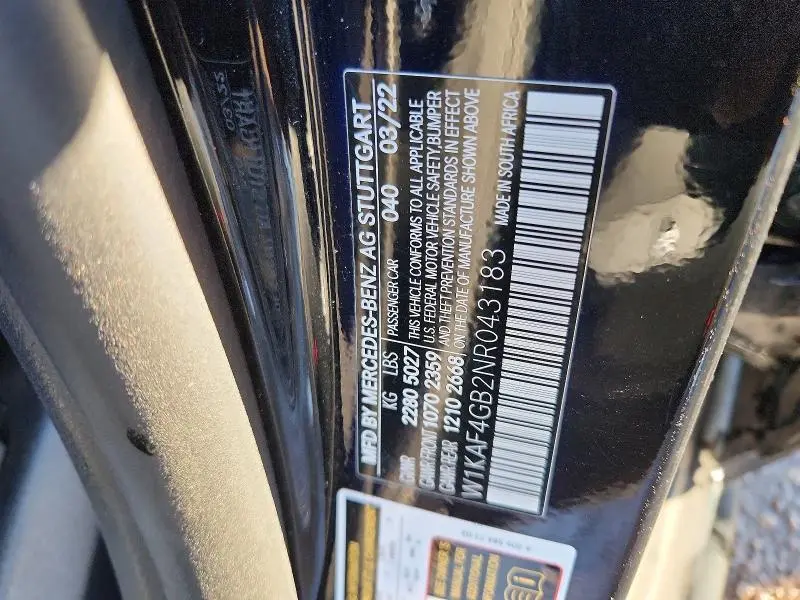 MFD BY MERCEDES-BENZ AG STUTTGART
KG LBS PASSENGER CAR 040 03/22
GVWR 2280 5027 THIS VEHICLE CONFORMS TO ALL APPLICABLE
GAWR FRONT 1070 2359 U.S. FEDERAL MOTOR VEHICLE SAFETY, BUMPER
GAWR REAR 1210 2668 AND THEFT PREVENTION STANDARDS IN EFFECT
ON THE DATE OF MANUFACTURE SHOWN ABOVE
W1KAF4GB2NR043183 MADE IN SOUTH AFRICA